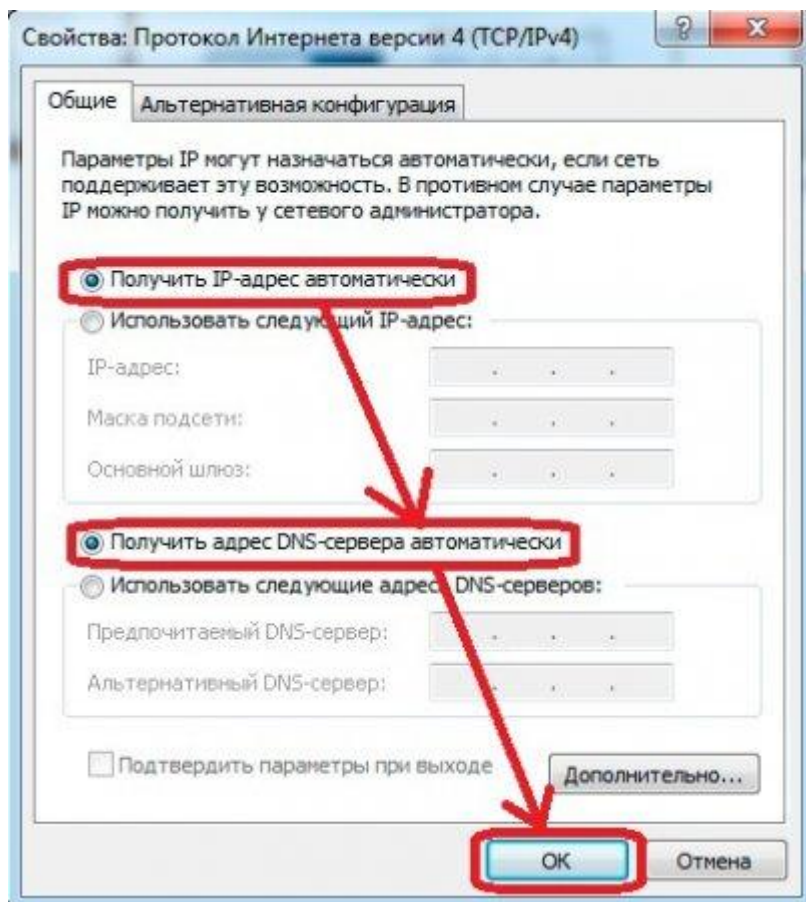 Свойства: Протокол Интернета версии 4 (TCP/IPv4)
?
X
Общие
Альтернативная конфигурация
Параметры IP могут назначаться автоматически, если сеть
поддерживает эту возможность. В противном случае параметры
IP можно получить у сетевого администратора.
Получить IP-адрес автоматически
Использовать следующий IP-адрес:
IP-адрес:
Маска подсети:
Основной шлюз:
Получить адрес DNS-сервера автоматически
Использовать следующие адреса DNS-серверов:
Предпочитаемый DNS-сервер:
Альтернативный DNS-сервер:
Подтвердить параметры при выходе
Дополнительно...
ОК
Отмена